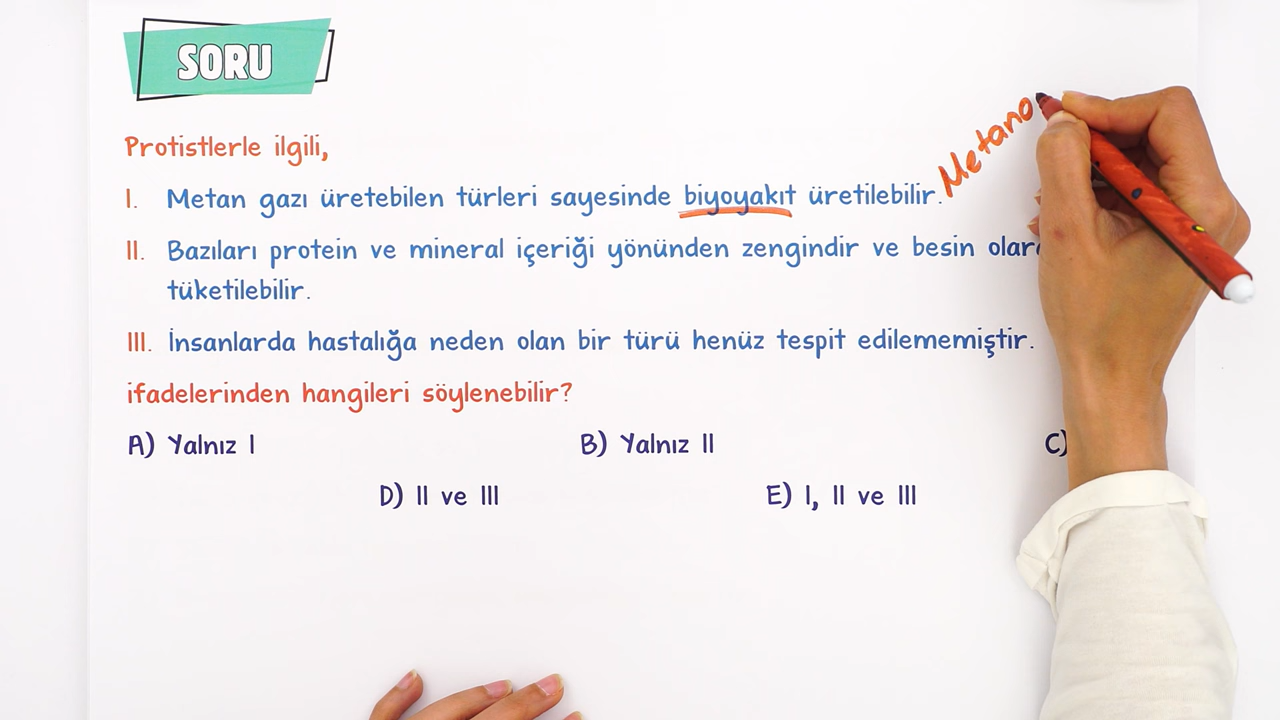 SORU
Protistlerle ilgili,
Metano
I. Metan gazı üretebilen türleri sayesinde biyoyakıt üretilebilir.
II. Bazıları protein ve mineral içeriği yönünden zengindir ve besin
tüketilebilir.
III. İnsanlarda hastalığa neden olan bir türü henüz tespit edilememiştir.
ifadelerinden hangileri söylenebilir?
A) Yalnız I B) Yalnız II C)
D) II ve III E) I, II ve III